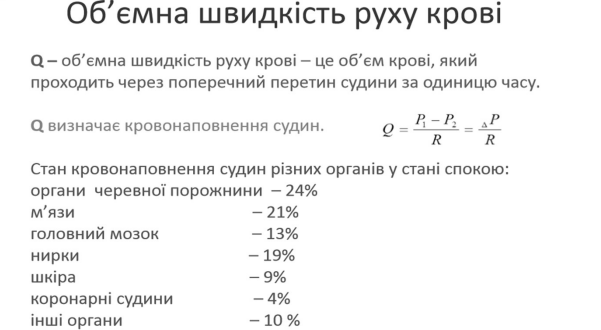 Об’ємна швидкість руху крові
Q – об’ємна швидкість руху крові – це об’єм крові, який
проходить через поперечний перетин судини за одиницю часу.
Q визначає кровонаповнення судин.
Q = (P₁ − P₂)/R = ΔP/R
Стан кровонаповнення судин різних органів у стані спокою:
органи черевної порожнини – 24%
м’язи – 21%
головний мозок – 13%
нирки – 19%
шкіра – 9%
коронарні судини – 4%
інші органи – 10 %